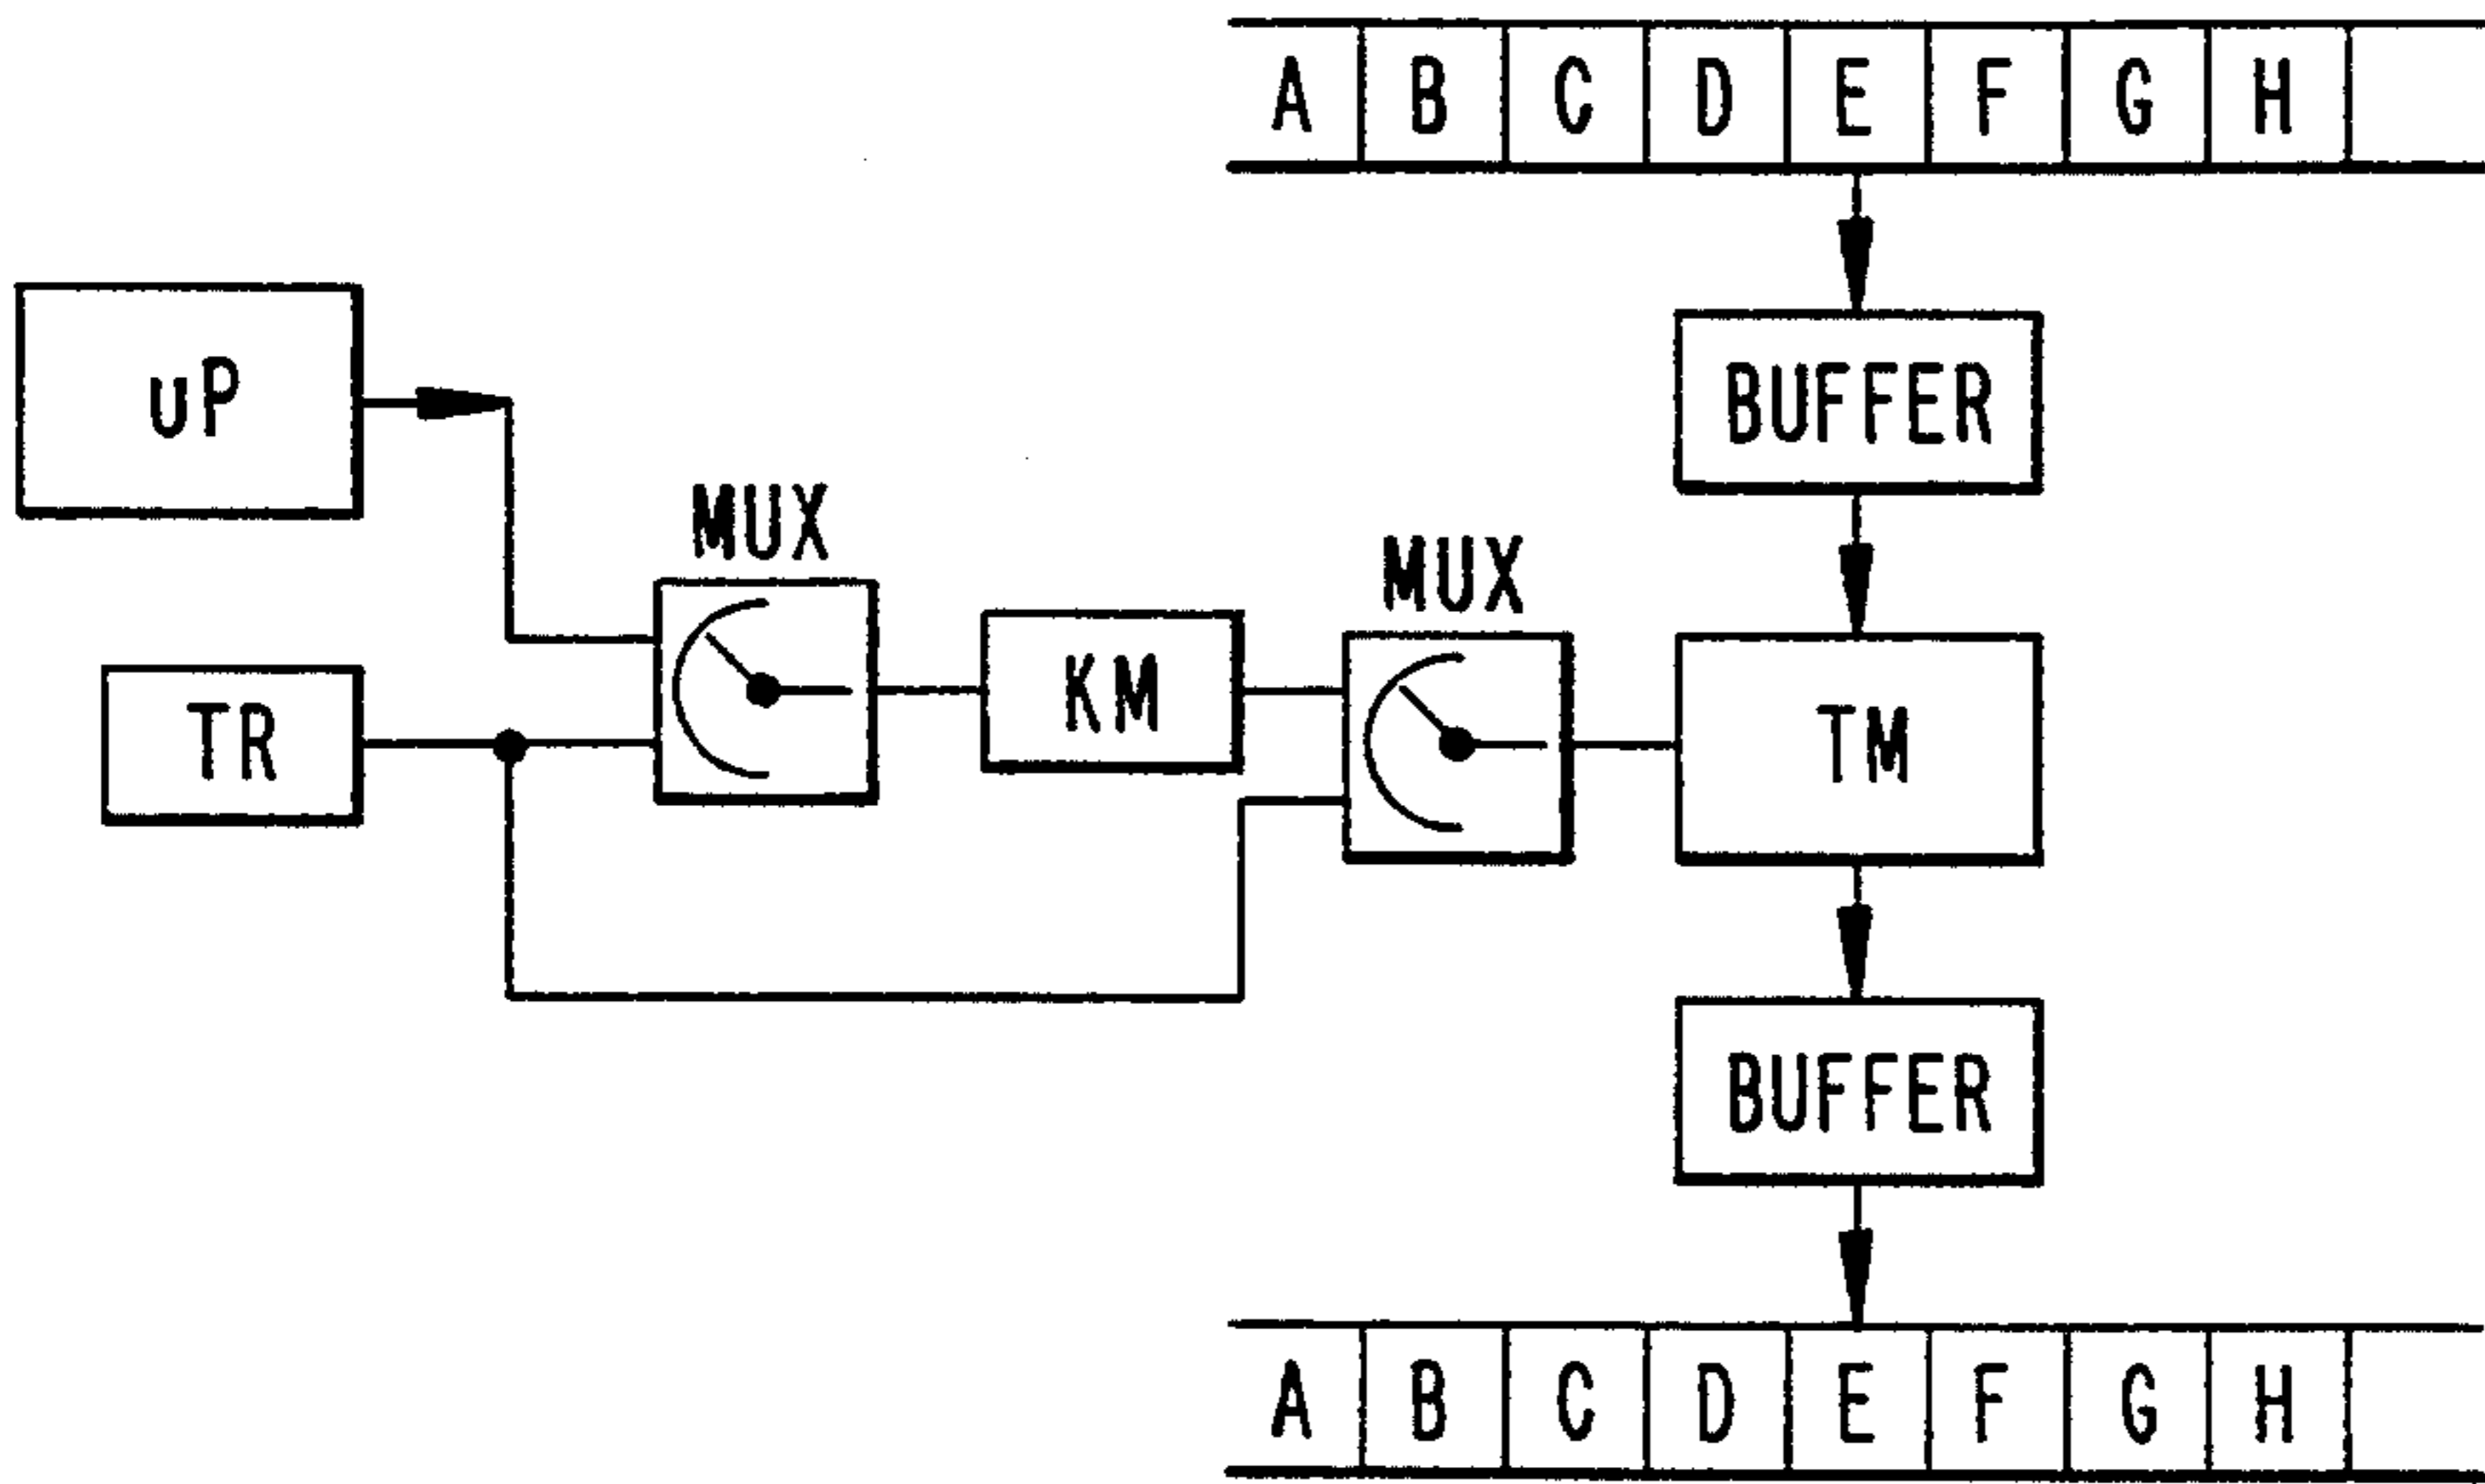 A B C D E F G H
BUFFER
uP
MUX
MUX
KM
TR
TM
BUFFER
A B C D E F G H